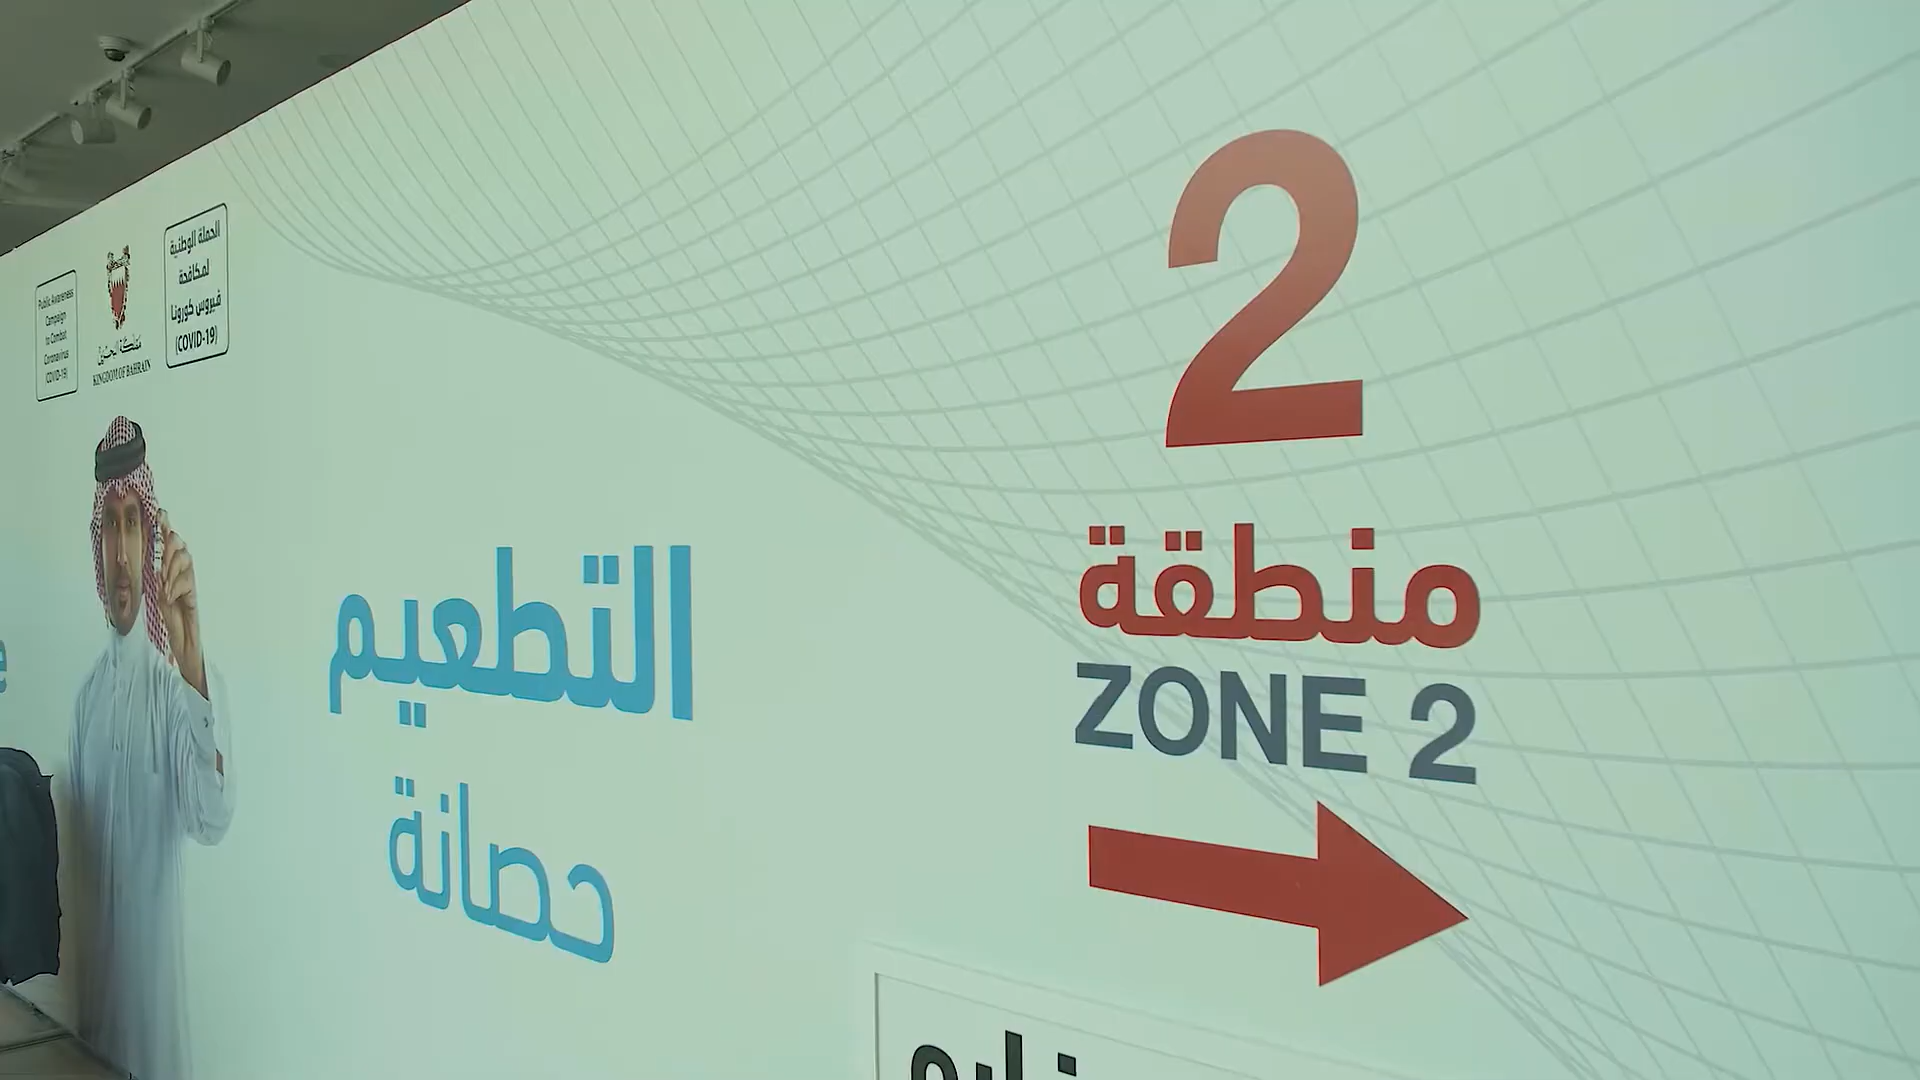 Public Awareness
Campaign
to Combat
Coronavirus
(COVID-19)
مملكة البحرين
KINGDOM OF BAHRAIN
الحملة الوطنية
لمكافحة
فيروس كورونا
(COVID-19)
التطعيم
حصانة
2
منطقة
ZONE 2